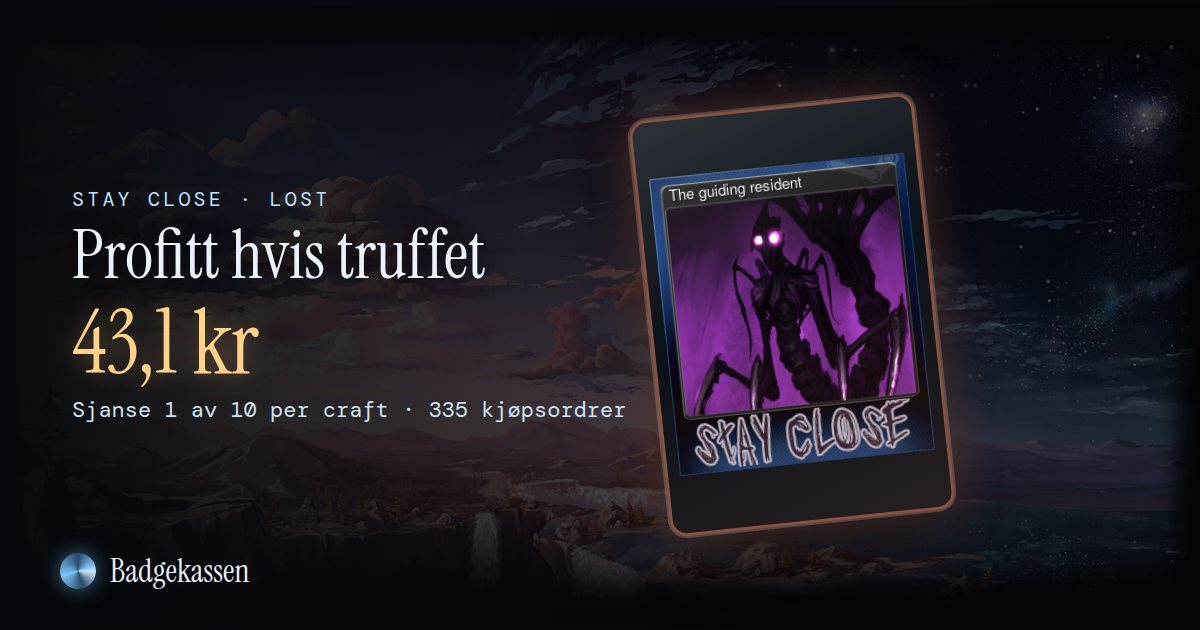 STAY CLOSE · LOST
Profitt hvis truffet
43,1 kr
Sjanse 1 av 10 per craft · 335 kjøpsordrer
The guiding resident
STAY CLOSE
Badgekassen